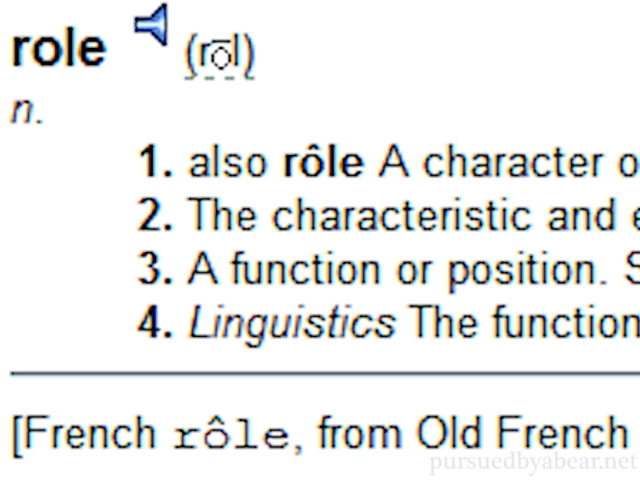 role (rōl)
n.
1. also rôle A character o
2. The characteristic and e
3. A function or position. S
4. Linguistics The function
[French rôle, from Old French
pursuedbyabear.net